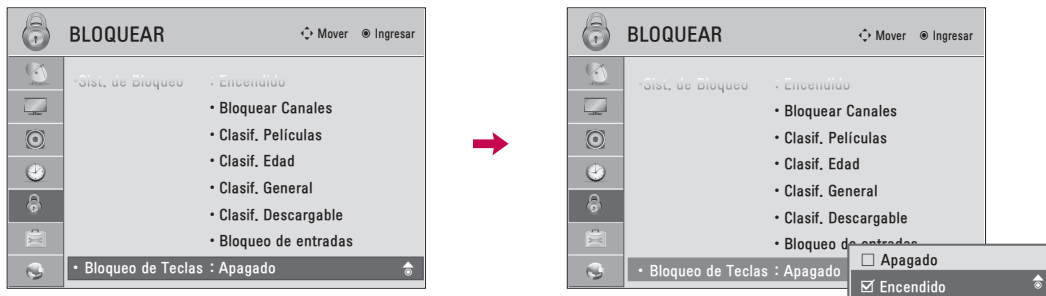 BLOQUEAR Mover Ingresar
•Sist. de Bloqueo : Encendido
• Bloquear Canales
• Clasif. Películas
• Clasif. Edad
• Clasif. General
• Clasif. Descargable
• Bloqueo de entradas
• Bloqueo de Teclas : Apagado
BLOQUEAR Mover Ingresar
•Sist. de Bloqueo : Encendido
• Bloquear Canales
• Clasif. Películas
• Clasif. Edad
• Clasif. General
• Clasif. Descargable
• Bloqueo de entradas
• Bloqueo de Teclas : Apagado
☐ Apagado
☑ Encendido